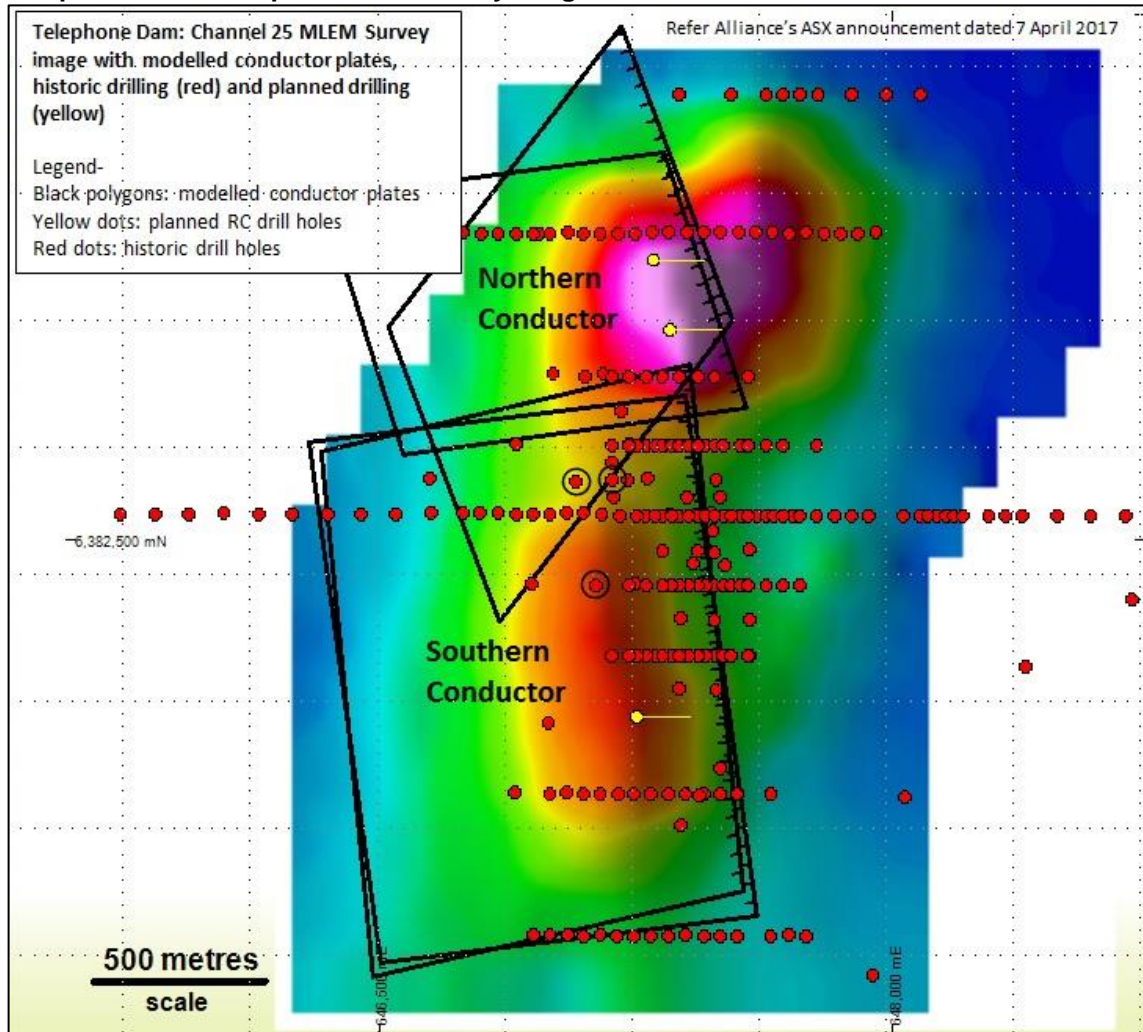 Telephone Dam: Channel 25 MLEM Survey
image with modelled conductor plates,
historic drilling (red) and planned drilling
(yellow)
Legend-
Black polygons: modelled conductor plates
Yellow dots: planned RC drill holes
Red dots: historic drill holes
Refer Alliance's ASX announcement dated 7 April 2017
Northern
Conductor
6,382,500 mN
Southern
Conductor
500 metres
scale
648,000 mE